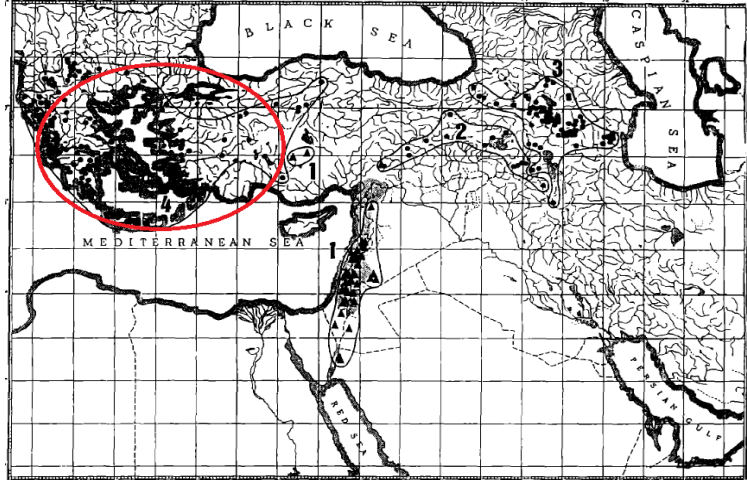 BLACK SEA
CASPIAN SEA
3
2
1
4
MEDITERRANEAN SEA
1
PERSIAN GULF
RED SEA